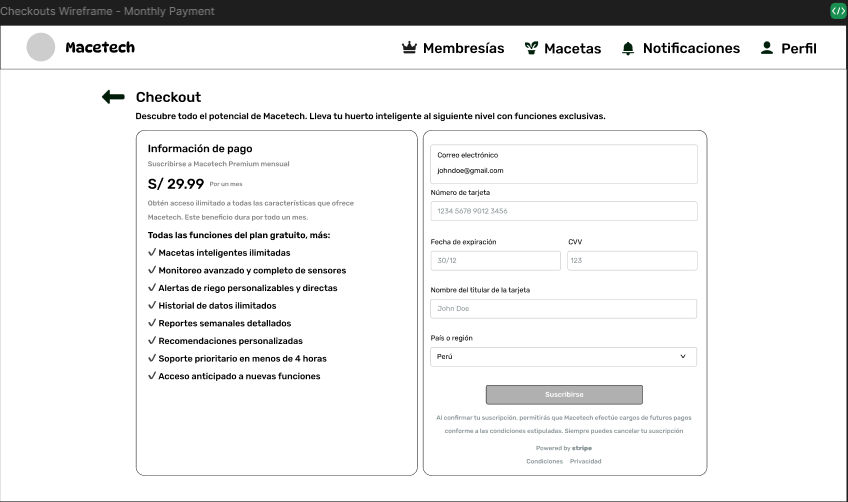 Checkouts Wireframe - Monthly Payment
Macetech
Membresías
Macetas
Notificaciones
Perfil
Checkout
Descubre todo el potencial de Macetech. Lleva tu huerto inteligente al siguiente nivel con funciones exclusivas.
Información de pago
Suscribirse a Macetech Premium mensual
S/ 29.99 Por un mes
Obtén acceso ilimitado a todas las características que ofrece
Macetech. Este beneficio dura por todo un mes.
Todas las funciones del plan gratuito, más:
Macetas inteligentes ilimitadas
Monitoreo avanzado y completo de sensores
Alertas de riego personalizables y directas
Historial de datos ilimitados
Reportes semanales detallados
Recomendaciones personalizadas
Soporte prioritario en menos de 4 horas
Acceso anticipado a nuevas funciones
Correo electrónico
johndoe@gmail.com
Número de tarjeta
1234 5678 9012 3456
Fecha de expiración
30/12
CVV
123
Nombre del titular de la tarjeta
John Doe
País o región
Perú
Suscribirse
Al confirmar tu suscripción, permitirás que Macetech efectúe cargos de futuros pagos
conforme a las condiciones estipuladas. Siempre puedes cancelar tu suscripción
Powered by stripe
Condiciones Privacidad